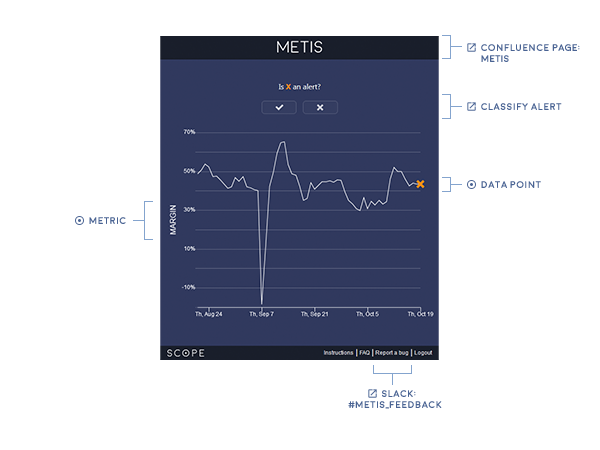 METIS
CONFLUENCE PAGE:
METIS
Is X an alert?
CLASSIFY ALERT
70%
50%
DATA POINT
30%
METRIC
MARGIN
10%
-10%
Th, Aug 24 Th, Sep 7 Th, Sep 21 Th, Oct 5 Th, Oct 19
SCOPE Instructions | FAQ | Report a bug | Logout
SLACK:
#METIS_FEEDBACK